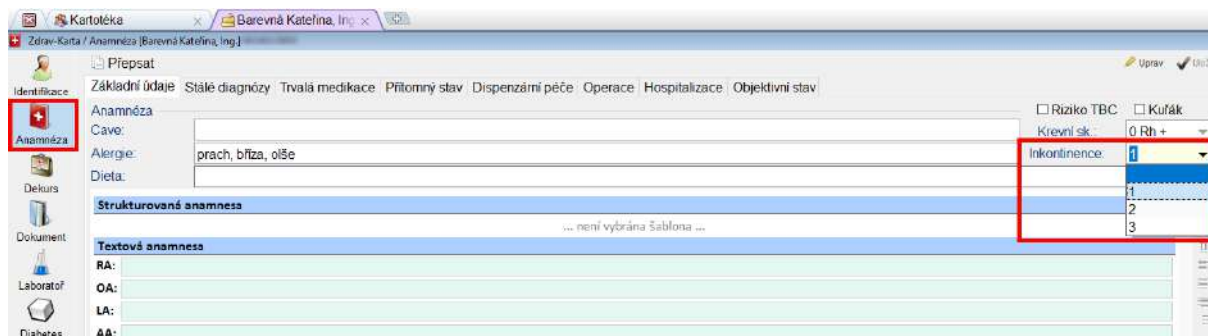 Kartotéka
Barevná Kateřina, Ing
Zdrav-Karta / Anamnéza [Barevná Kateřina, Ing.]
Přepsat
Uprav
Identifikace
Základní údaje Stálé diagnózy Trvalá medikace Přítomný stav Dispenzární péče Operace Hospitalizace Objektivní stav
Anamnéza
Riziko TBC
Kuřák
Anamnéza
Cave:
Krevní sk.:
0 Rh +
Alergie:
prach, bříza, olše
Inkontinence:
1
Dieta:
Dekurs
1
2
3
Strukturovaná anamnesa
... není vybrána šablona ...
Dokument
Textová anamnesa
RA:
Laboratoř
OA:
LA:
Diabetes
AA: